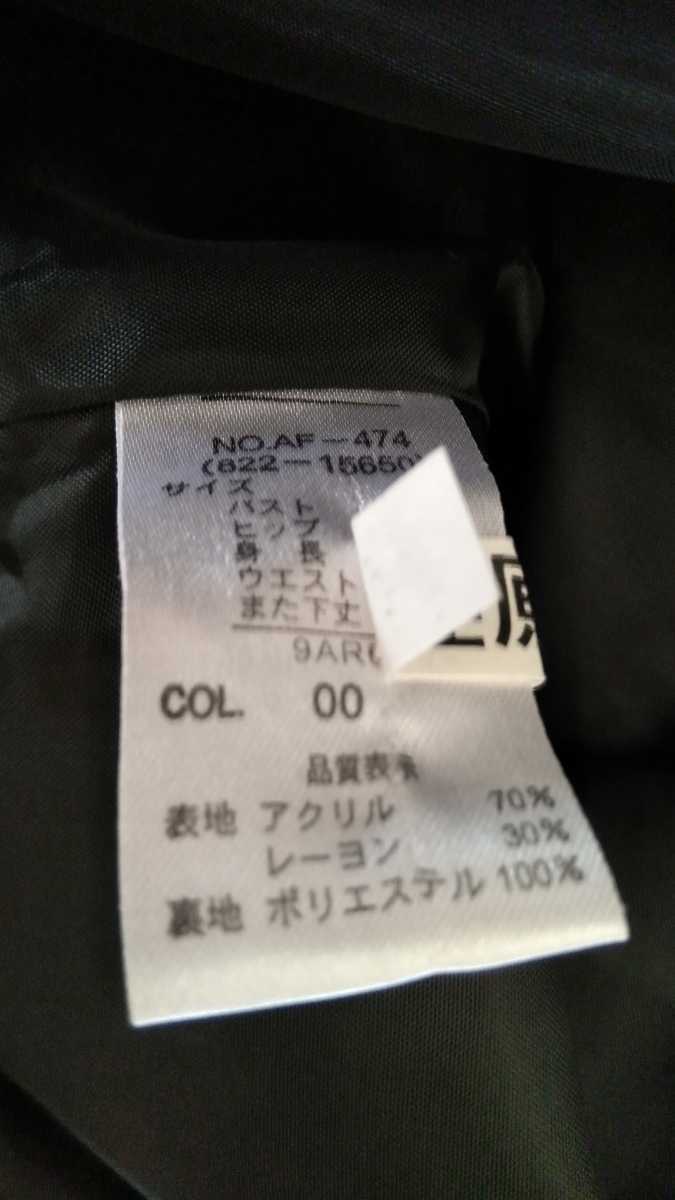 NO.AF-474
(822-15650)
サイズ
バスト
ヒップ
身 長
ウエスト
また下丈
9AR
COL. 00
品質表示
表地 アクリル 70%
レーヨン 30%
裏地 ポリエステル 100%